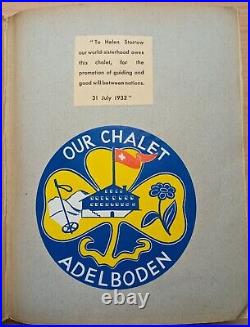 "To Helen Storrow
our world sisterhood owes
this chalet, for the
promotion of guiding and
good will between nations.
31 July 1932"
OUR CHALET
ADELBODEN